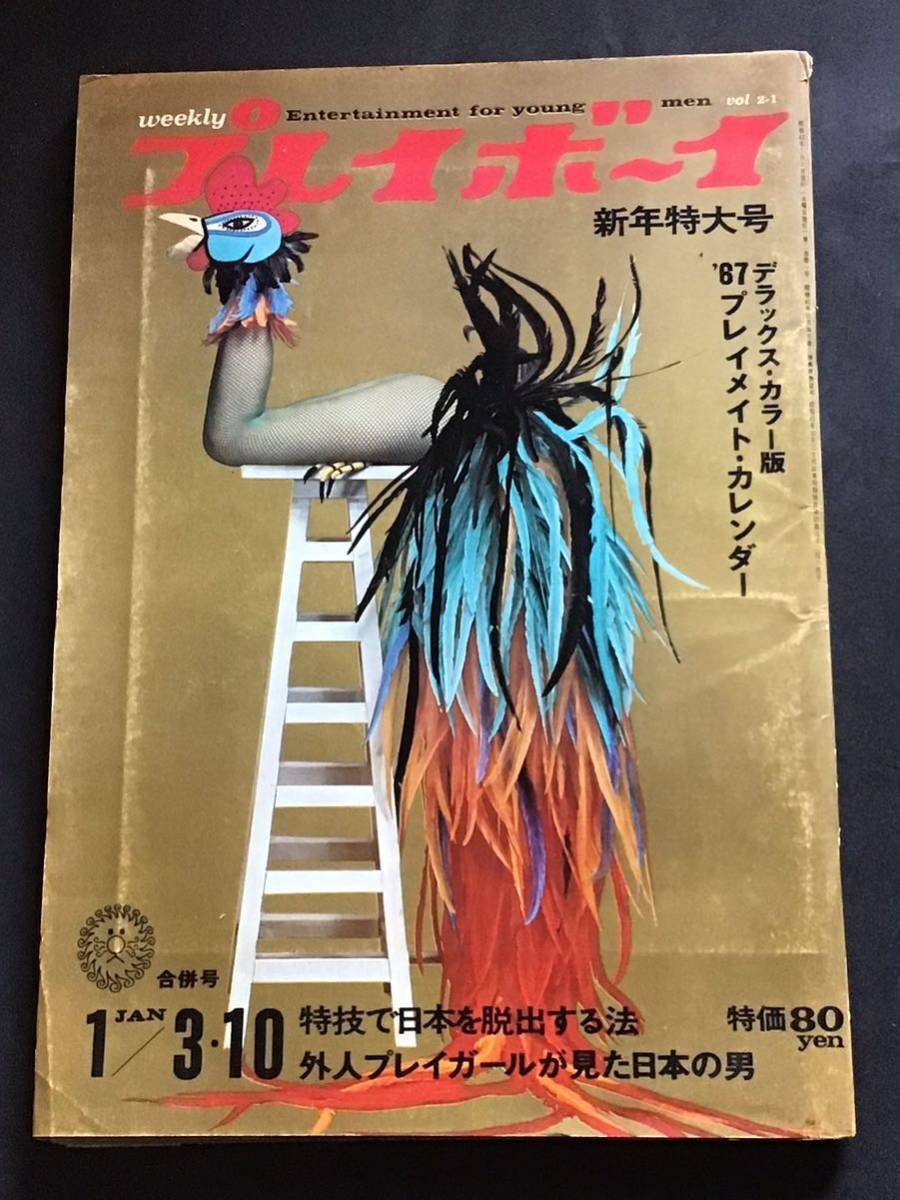 weekly
Entertainment for young men vol 2-1
プレイボーイ
新年特大号
デラックス・カラー版
'67プレイメイト・カレンダー
合併号
JAN
1/3・10
特技で日本を脱出する法
外人プレイガールが見た日本の男
特価80
yen